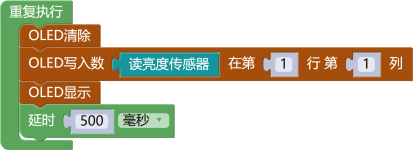 重复执行
OLED清除
OLED写入数 读亮度传感器 在第 1 行 第 1 列
OLED显示
延时 500 毫秒